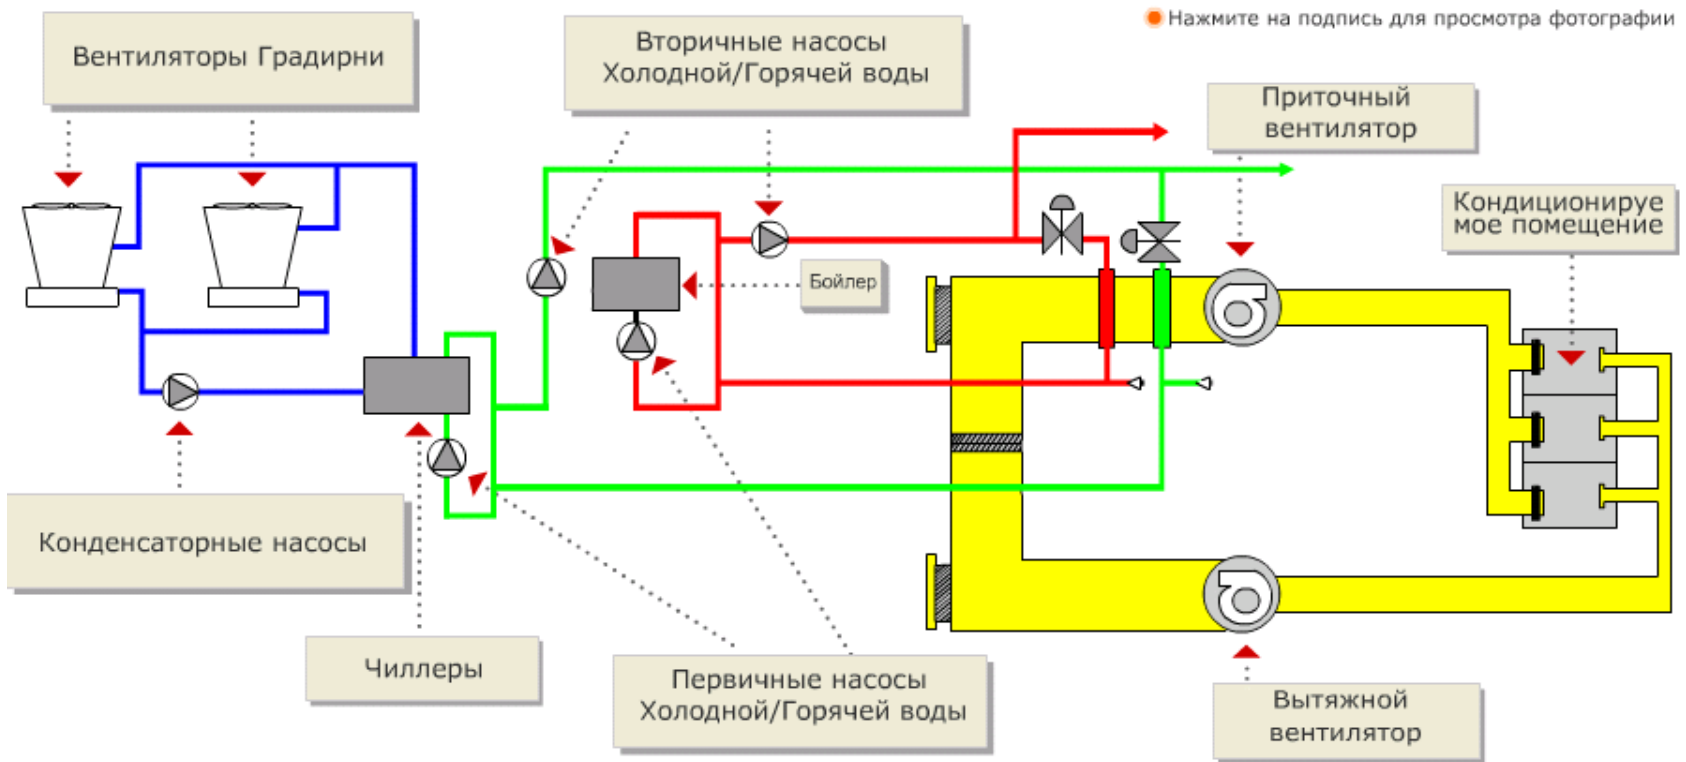 Нажмите на подпись для просмотра фотографии
Вентиляторы Градирни
Вторичные насосы
Холодной/Горячей воды
Приточный
вентилятор
Кондиционируе
мое помещение
Бойлер
Конденсаторные насосы
Чиллеры
Первичные насосы
Холодной/Горячей воды
Вытяжной
вентилятор